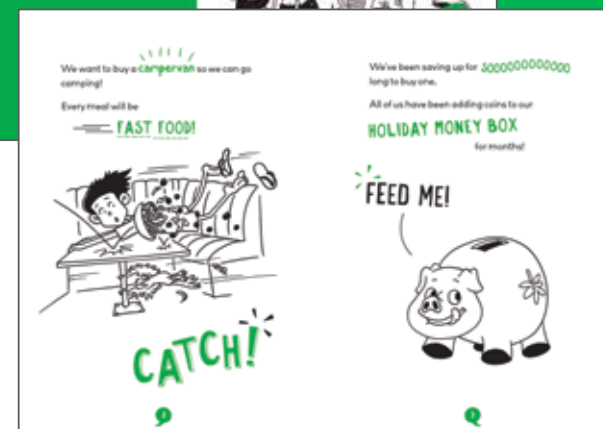 We want to buy a campervan so we can go
camping!
Every meal will be
FAST FOOD!
CATCH!
2
We've been saving up for SOOOOOOOOOOOO
long to buy one.
All of us have been adding coins to our
HOLIDAY MONEY BOX
for months!
FEED ME!
3